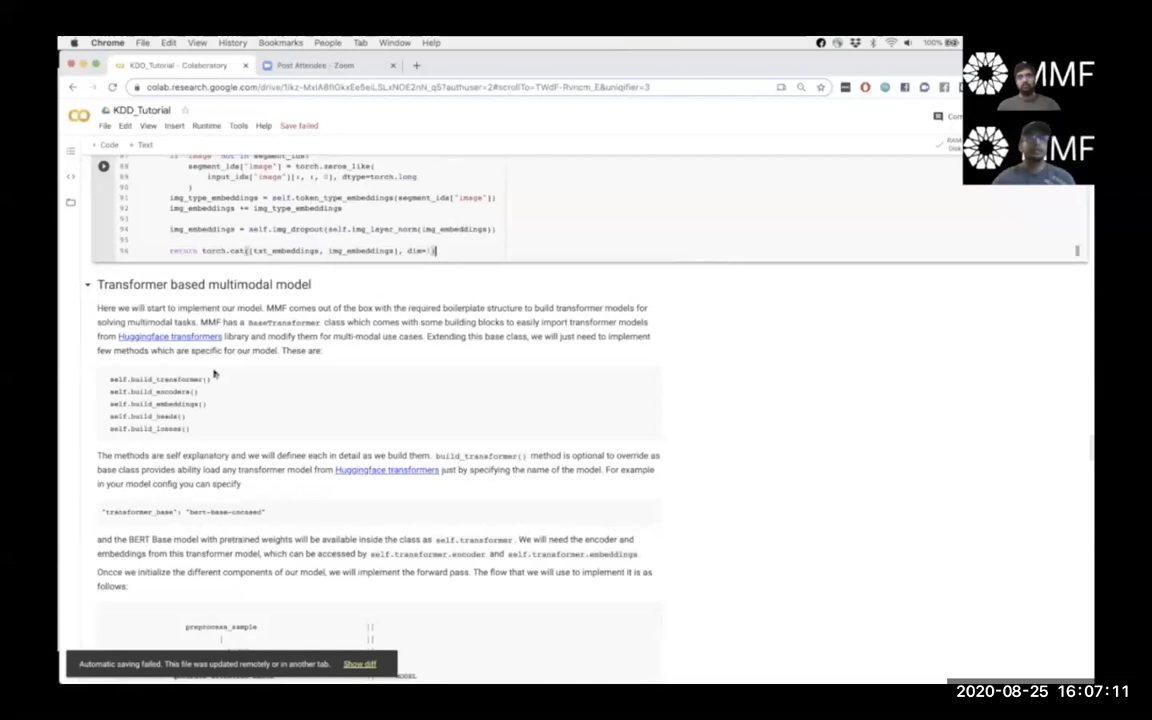 Chrome File Edit View History Bookmarks People Tab Window Help 100%
KDD_Tutorial - Colaboratory × Post Attendee - Zoom × +
KDD_Tutorial
File Edit View Insert Runtime Tools Help Save failed
+ Code + Text
RAM
Disk
MMF
MMF
88 segment_ids["image"] = torch.zeros_like(
89 input_ids["image"][:, :, 0], dtype=torch.long
90 )
91 img_type_embeddings = self.token_type_embeddings(segment_ids["image"])
92 img_embeddings += img_type_embeddings
93
94 img_embeddings = self.img_dropout(self.img_layer_norm(img_embeddings))
95
96 return torch.cat([txt_embeddings, img_embeddings], dim=1)
Transformer based multimodal model
Here we will start to implement our model. MMF comes out of the box with the required boilerplate structure to build transformer models for
solving multimodal tasks. MMF has a BaseTransformer class which comes with some building blocks to easily import transformer models
from Huggingface transformers library and modify them for multi-modal use cases. Extending this base class, we will just need to implement
few methods which are specific for our model. These are:
self.build_transformer()
self.build_encoders()
self.build_embeddings()
self.build_heads()
self.build_losses()
The methods are self explanatory and we will definee each in detail as we build them. build_transformer() method is optional to override as
base class provides ability load any transformer model from Huggingface transformers just by specifying the name of the model. For example
in your model config you can specify
"transformer_base": "bert-base-uncased"
and the BERT Base model with pretrained weights will be available inside the class as self.transformer. We will need the encoder and
embeddings from this transformer model, which can be accessed by self.transformer.encoder and self.transformer.embeddings
Oncce we initialize the different components of our model, we will implement the forward pass. The flow that we will use to implement it is as
follows:
preprocess_sample ||
| ||
Automatic saving failed. This file was updated remotely or in another tab. Show diff
2020-08-25 16:07:11